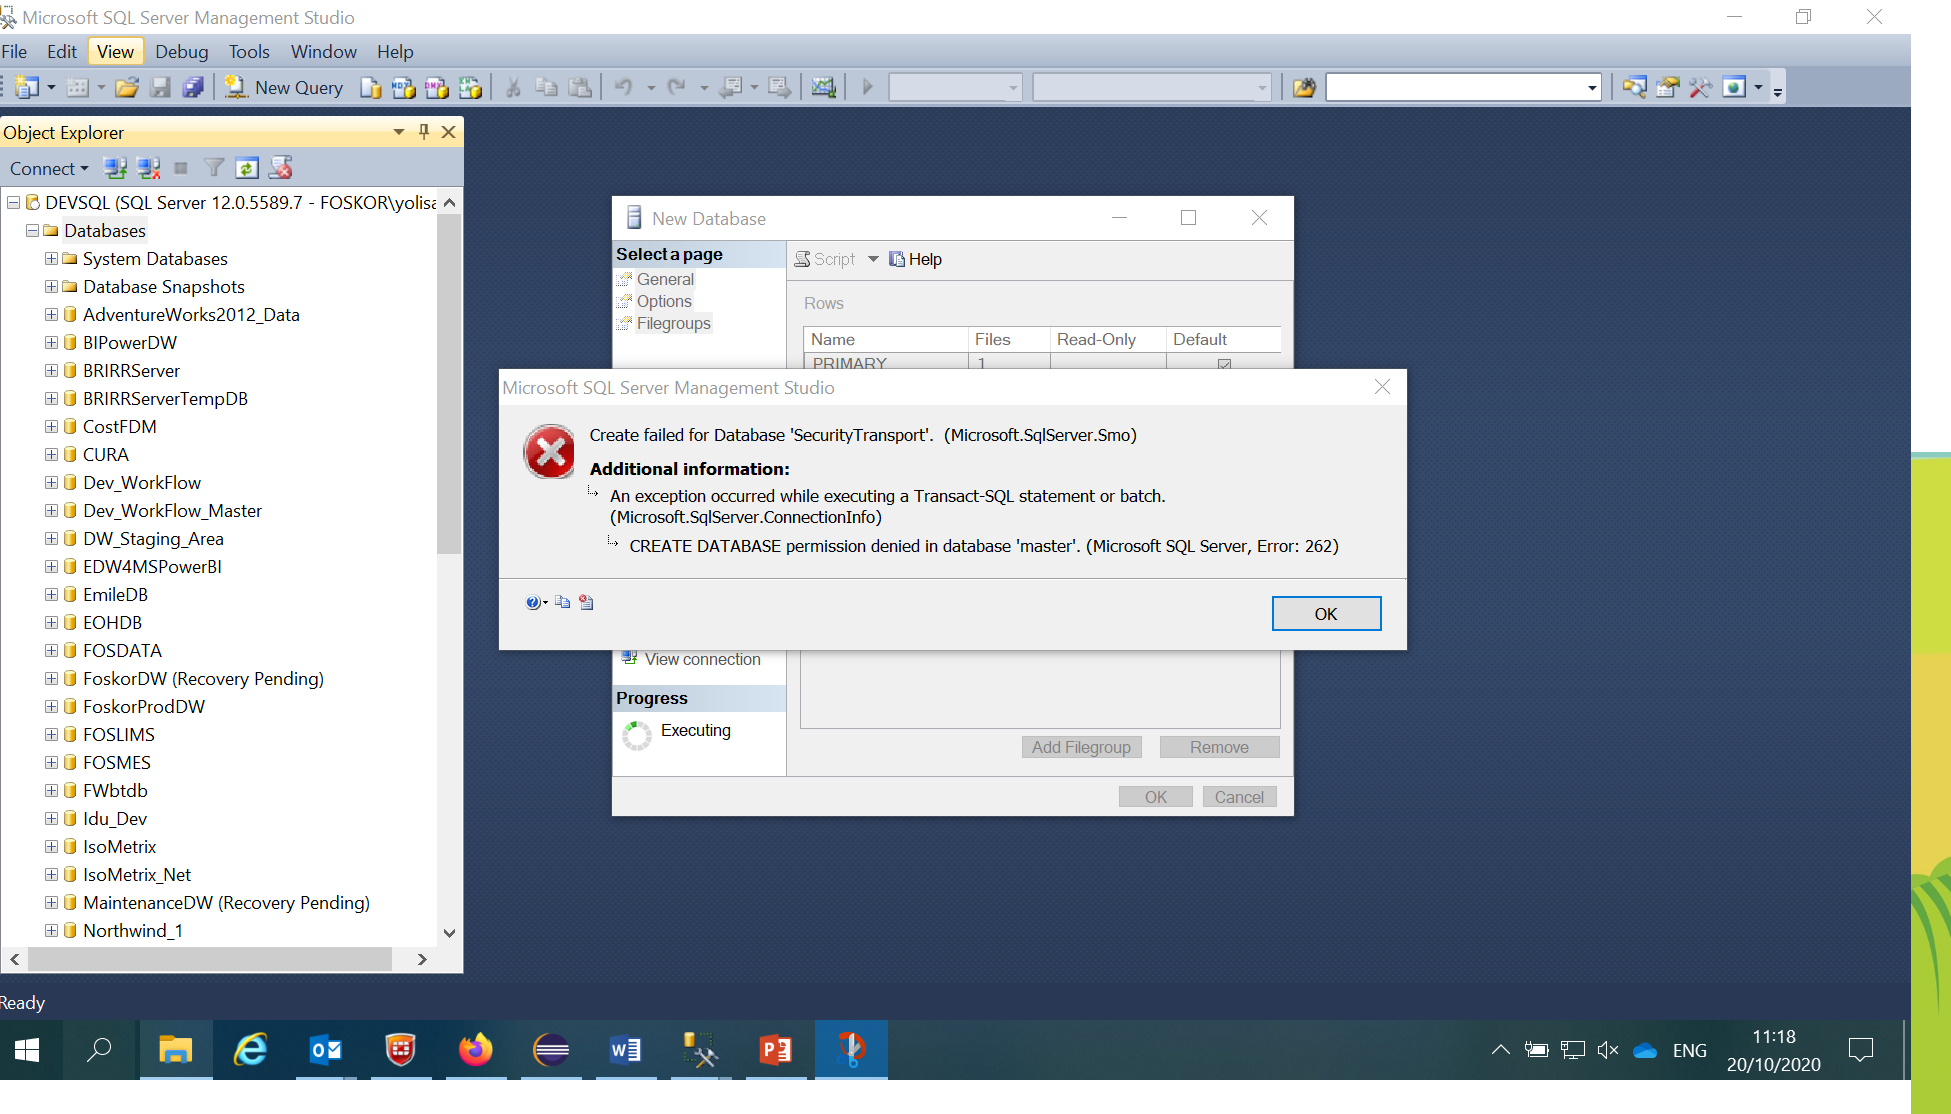 Microsoft SQL Server Management Studio
File Edit View Debug Tools Window Help
New Query
Object Explorer
Connect
DEVSQL (SQL Server 12.0.5589.7 - FOSKOR\yolisa
Databases
System Databases
Database Snapshots
AdventureWorks2012_Data
BIPowerDW
BRIRRServer
BRIRRServerTempDB
CostFDM
CURA
Dev_WorkFlow
Dev_WorkFlow_Master
DW_Staging_Area
EDW4MSPowerBI
EmileDB
EOHDB
FOSDATA
FoskorDW (Recovery Pending)
FoskorProdDW
FOSLIMS
FOSMES
FWbtdb
Idu_Dev
IsoMetrix
IsoMetrix_Net
MaintenanceDW (Recovery Pending)
Northwind_1
New Database
Select a page
General
Options
Filegroups
Script Help
Rows
Name Files Read-Only Default
PRIMARY 1
Microsoft SQL Server Management Studio
Create failed for Database 'SecurityTransport'. (Microsoft.SqlServer.Smo)
Additional information:
An exception occurred while executing a Transact-SQL statement or batch.
(Microsoft.SqlServer.ConnectionInfo)
CREATE DATABASE permission denied in database 'master'. (Microsoft SQL Server, Error: 262)
OK
View connection
Progress
Executing
Add Filegroup Remove
OK Cancel
Ready
ENG
11:18
20/10/2020